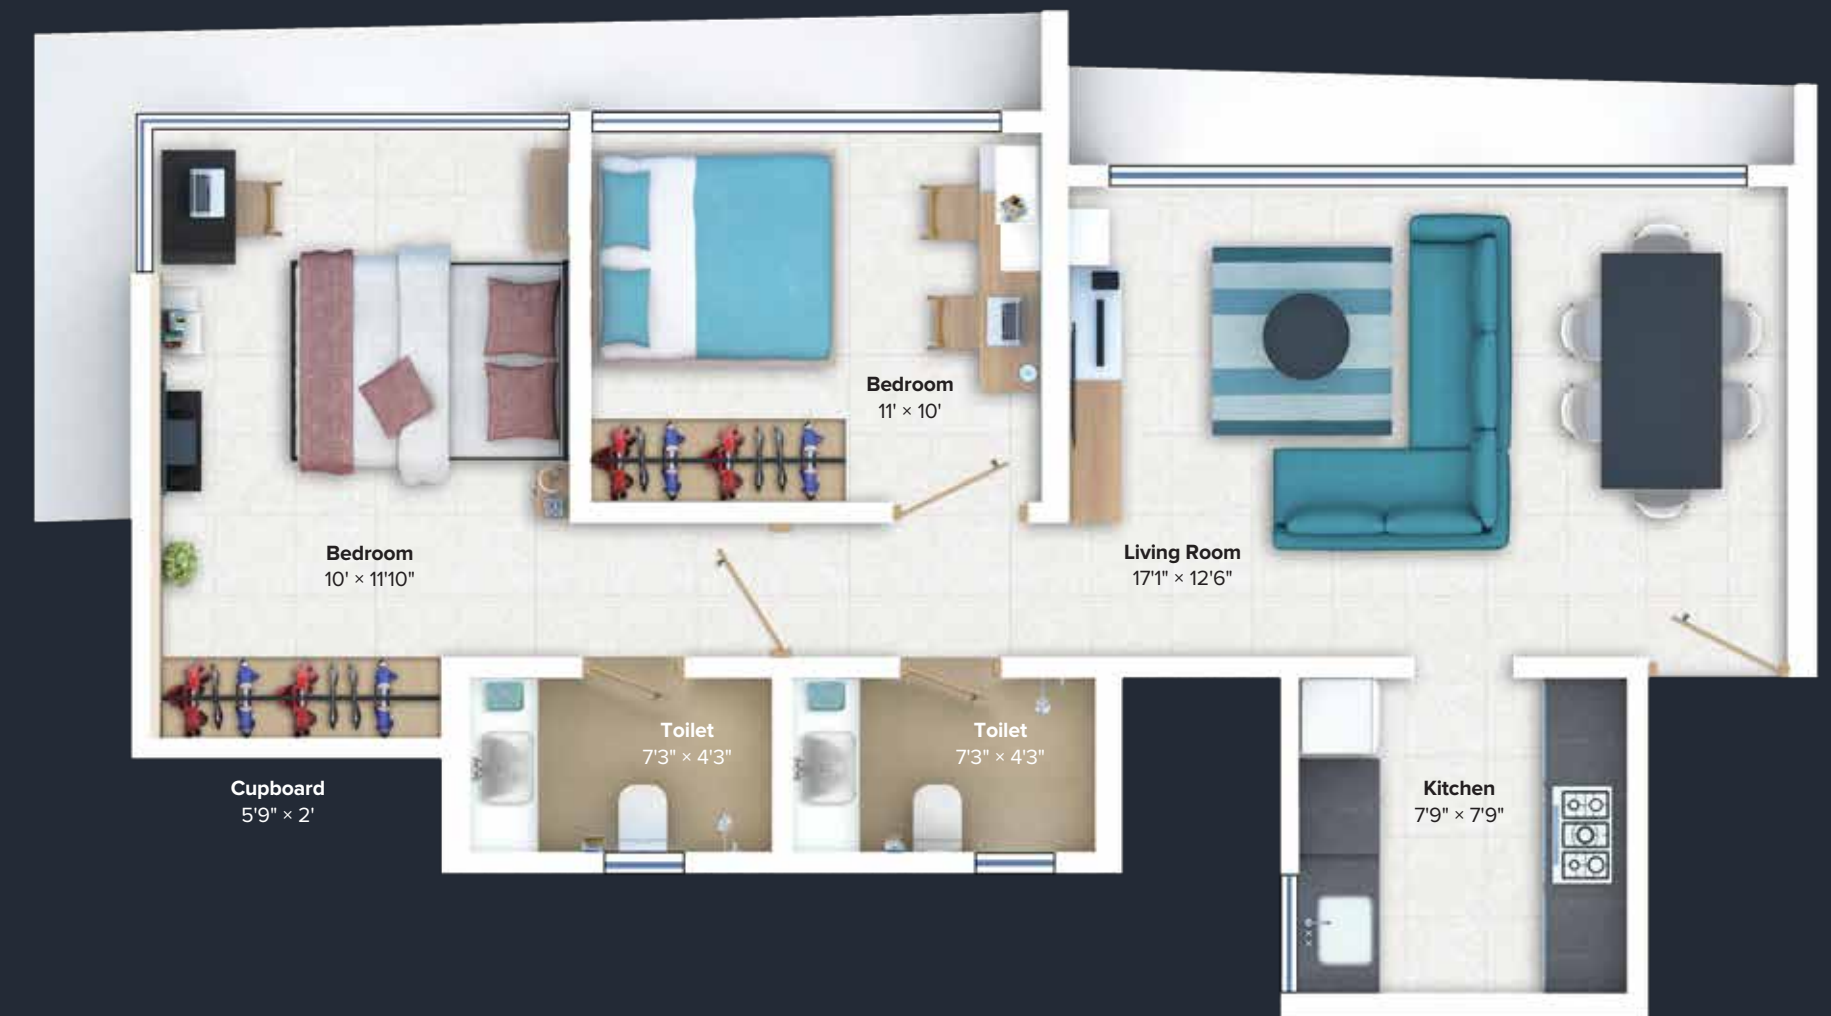 Bedroom
11' × 10'
Bedroom
10' × 11'10"
Living Room
17'1" × 12'6"
Toilet
7'3" × 4'3"
Toilet
7'3" × 4'3"
Cupboard
5'9" × 2'
Kitchen
7'9" × 7'9"